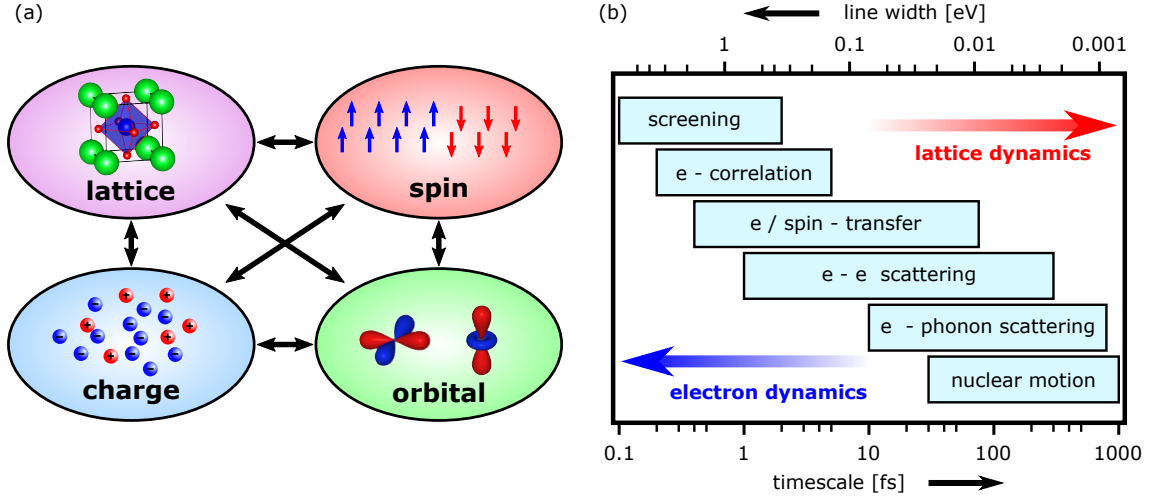 (a)
lattice
spin
charge
orbital
(b)
line width [eV]
1 0.1 0.01 0.001
screening
lattice dynamics
e - correlation
e / spin - transfer
e - e scattering
e - phonon scattering
electron dynamics
nuclear motion
0.1 1 10 100 1000
timescale [fs]